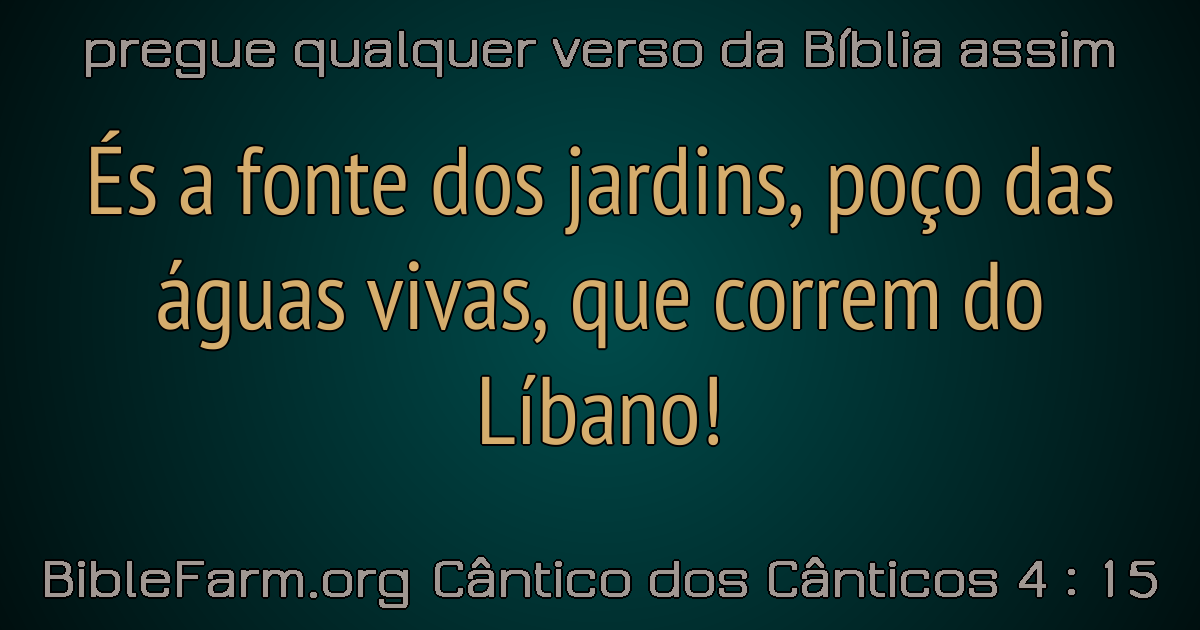 pregue qualquer verso da Bíblia assim
És a fonte dos jardins, poço das
águas vivas, que correm do
Líbano!
BibleFarm.org Cântico dos Cânticos 4 : 15